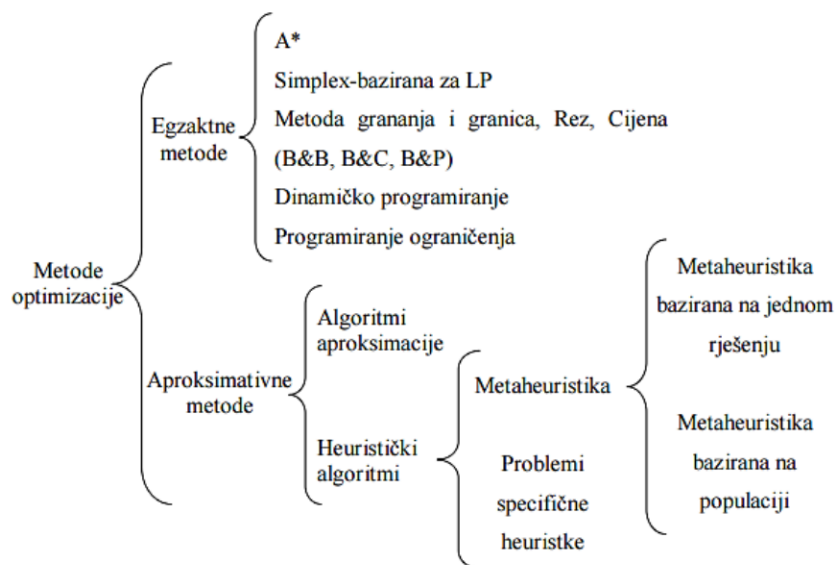 Metode
optimizacije
Egzaktne
metode
A*
Simplex-bazirana za LP
Metoda grananja i granica, Rez, Cijena
(B&B, B&C, B&P)
Dinamičko programiranje
Programiranje ograničenja
Aproksimativne
metode
Algoritmi
aproksimacije
Heuristički
algoritmi
Metaheuristika
Problemi
specifične
heuristke
Metaheuristika
bazirana na jednom
rješenju
Metaheuristika
bazirana na
populaciji